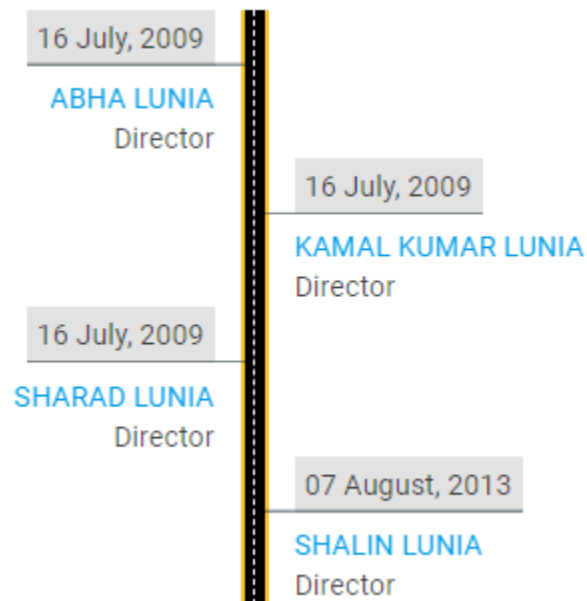 16 July, 2009
ABHA LUNIA
Director
16 July, 2009
KAMAL KUMAR LUNIA
Director
16 July, 2009
SHARAD LUNIA
Director
07 August, 2013
SHALIN LUNIA
Director